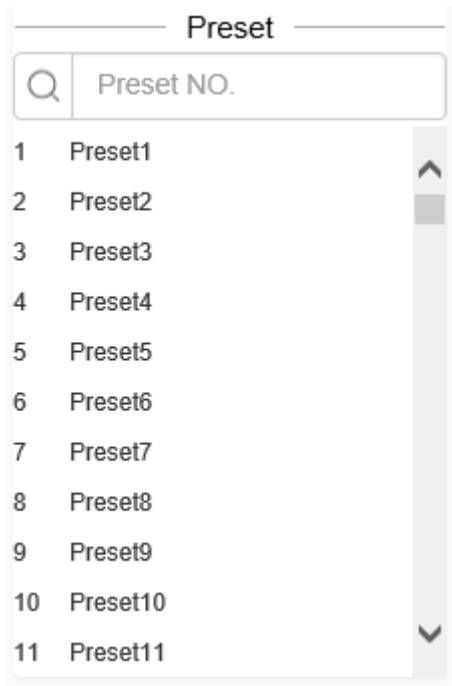 Preset
Preset NO.
1 Preset1
2 Preset2
3 Preset3
4 Preset4
5 Preset5
6 Preset6
7 Preset7
8 Preset8
9 Preset9
10 Preset10
11 Preset11